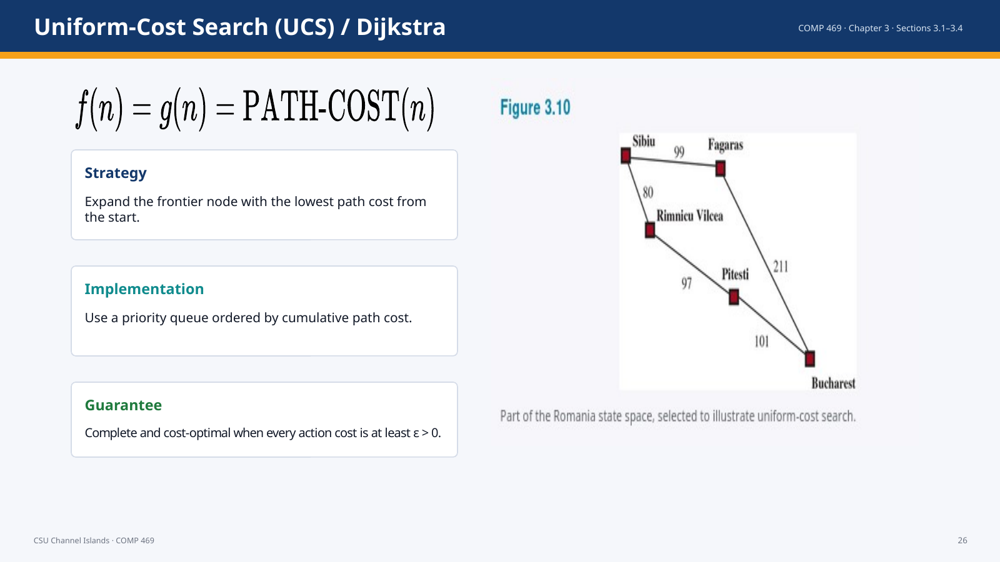 Uniform-Cost Search (UCS) / Dijkstra
COMP 469 · Chapter 3 · Sections 3.1–3.4
f(n) = g(n) = PATH-COST(n)
Strategy
Expand the frontier node with the lowest path cost from
the start.
Implementation
Use a priority queue ordered by cumulative path cost.
Guarantee
Complete and cost-optimal when every action cost is at least ε > 0.
Figure 3.10
Sibiu
99
Fagaras
80
Rimnicu Vilcea
211
Pitesti
97
101
Bucharest
Part of the Romania state space, selected to illustrate uniform-cost search.
CSU Channel Islands · COMP 469
26